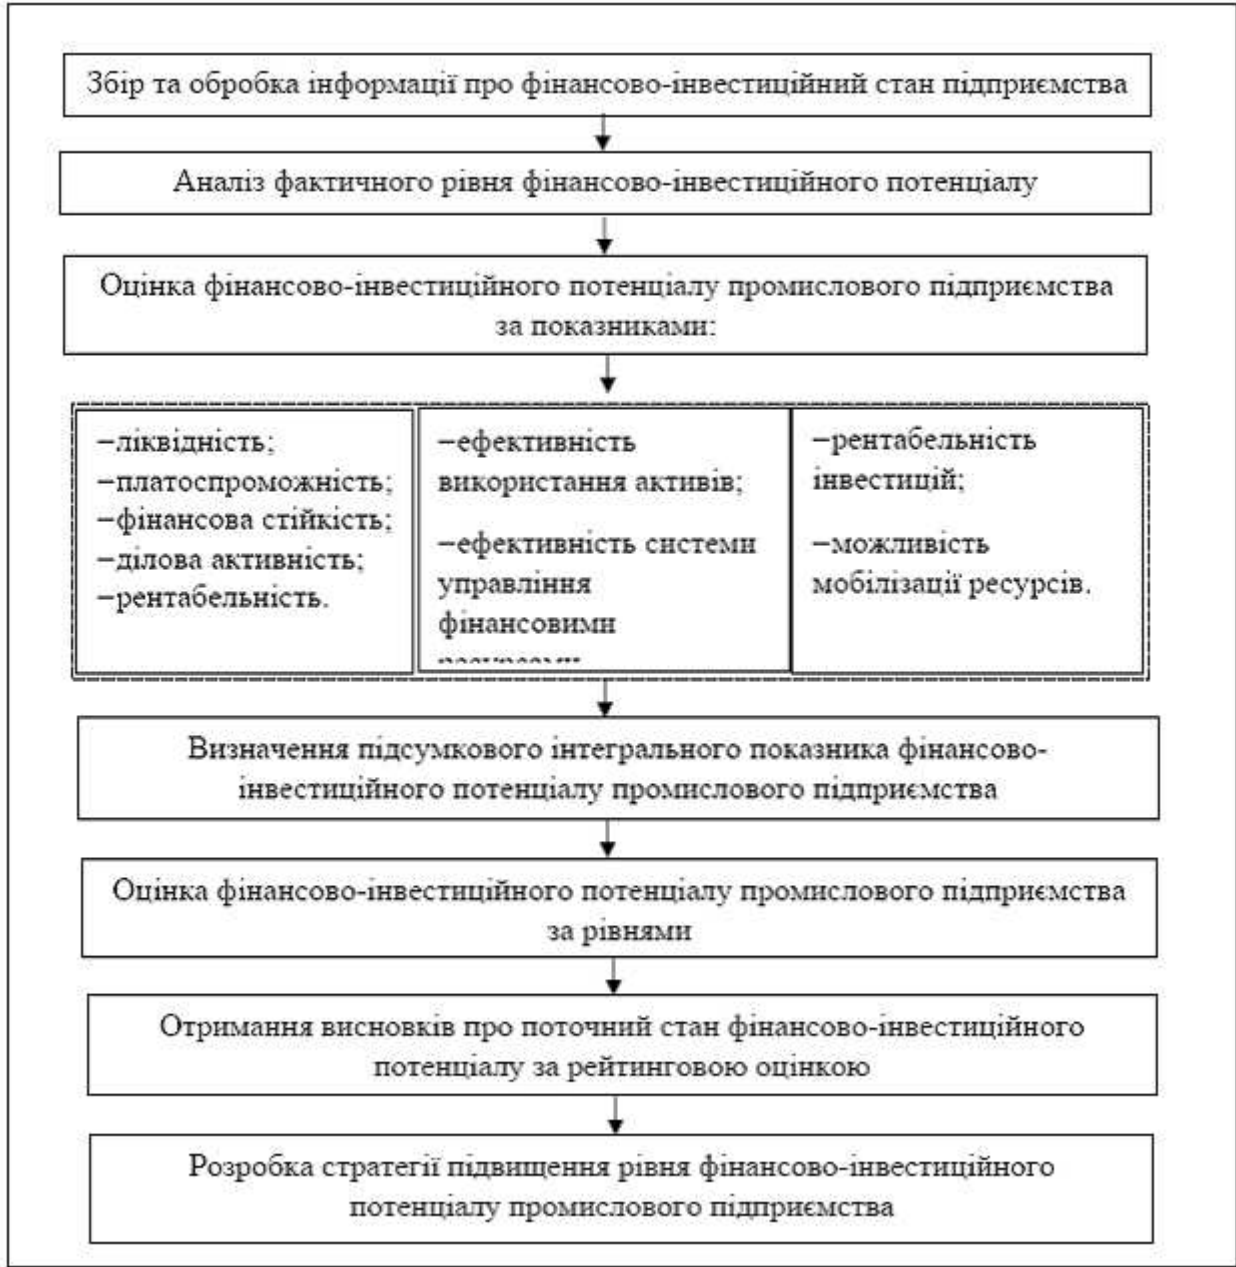 Збір та обробка інформації про фінансово-інвестиційний стан підприємства
Аналіз фактичного рівня фінансово-інвестиційного потенціалу
Оцінка фінансово-інвестиційного потенціалу промислового підприємства
за показниками:
–ліквідність;
–платоспроможність;
–фінансова стійкість;
–ділова активність;
–рентабельність.
–ефективність
використання активів;
–ефективність системи
управління
фінансовими
–рентабельність
інвестицій;
–можливість
мобілізації ресурсів.
Визначення підсумкового інтегрального показника фінансово-
інвестиційного потенціалу промислового підприємства
Оцінка фінансово-інвестиційного потенціалу промислового підприємства
за рівнями
Отримання висновків про поточний стан фінансово-інвестиційного
потенціалу за рейтинговою оцінкою
Розробка стратегії підвищення рівня фінансово-інвестиційного
потенціалу промислового підприємства